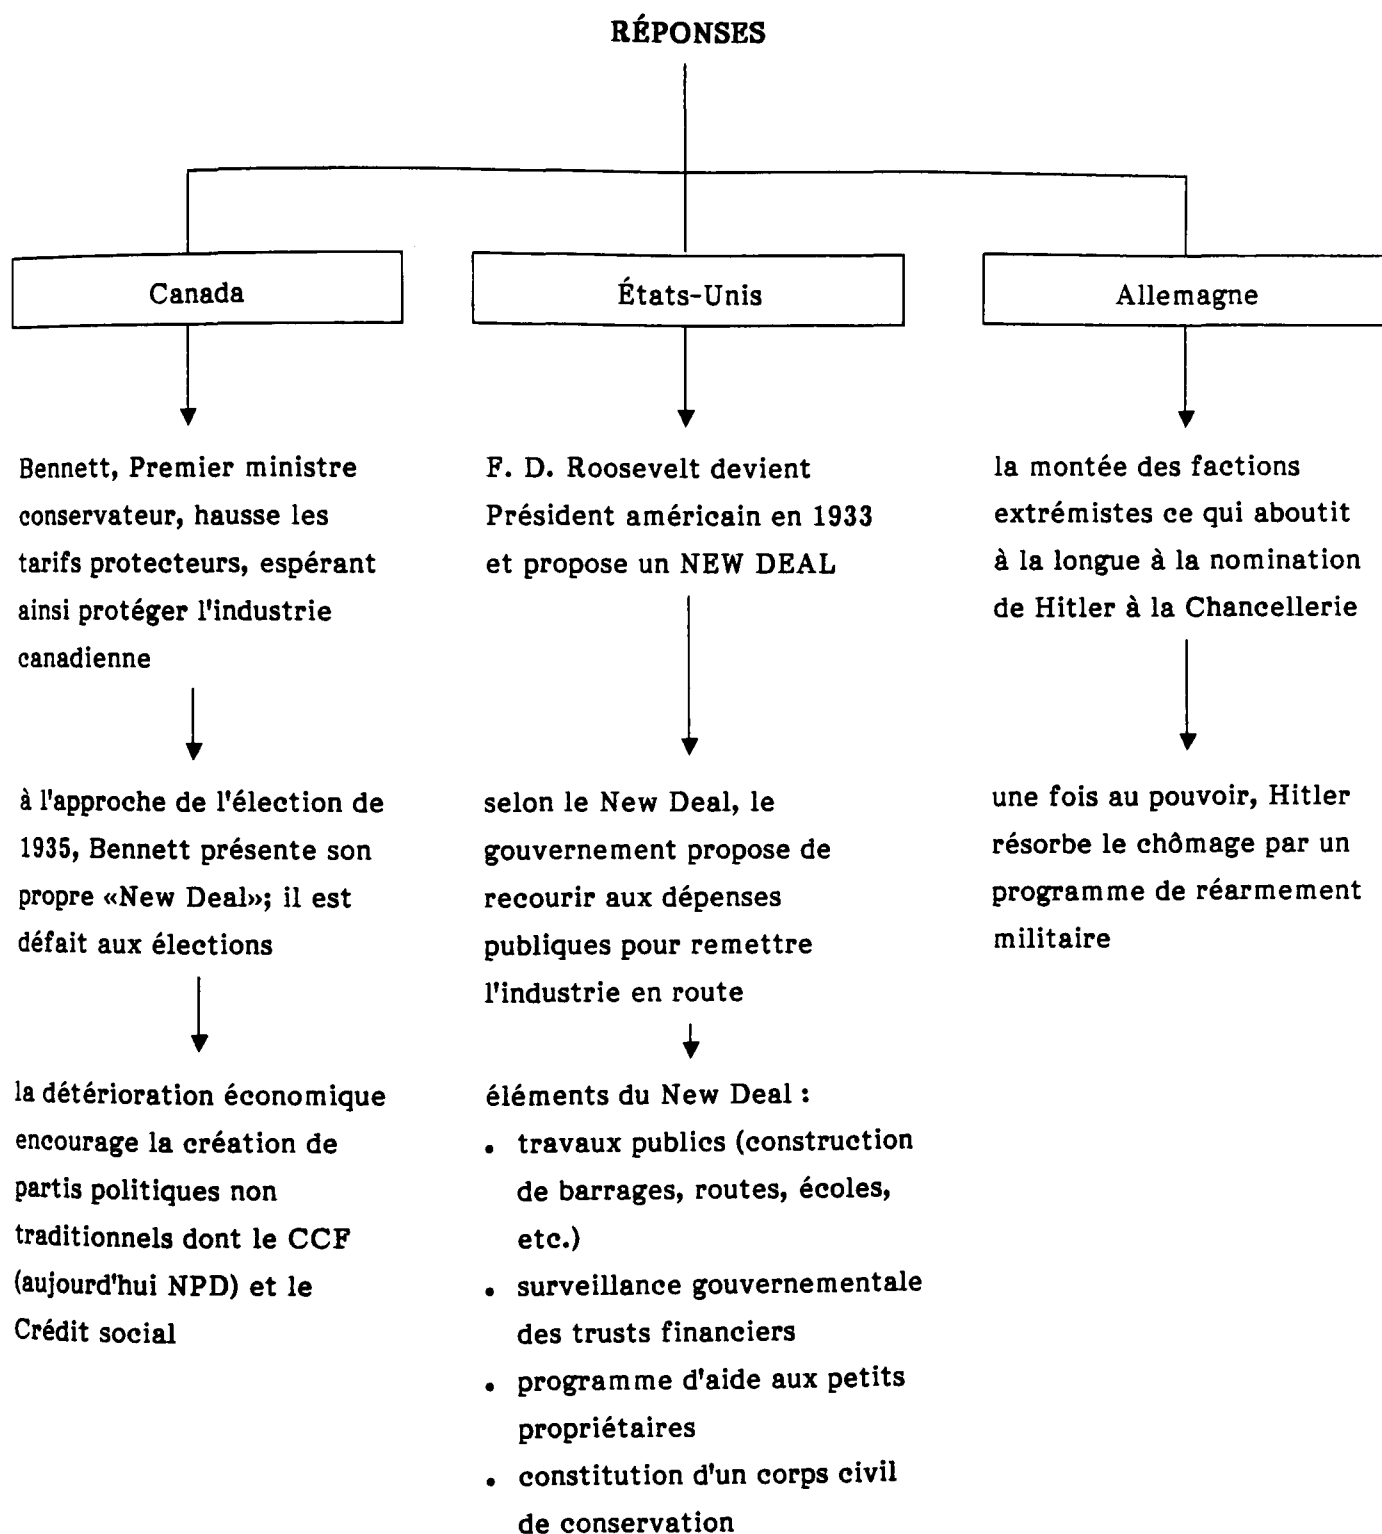 RÉPONSES
Canada
Bennett, Premier ministre
conservateur, hausse les
tarifs protecteurs, espérant
ainsi protéger l'industrie
canadienne
à l'approche de l'élection de
1935, Bennett présente son
propre «New Deal»; il est
défait aux élections
la détérioration économique
encourage la création de
partis politiques non
traditionnels dont le CCF
(aujourd'hui NPD) et le
Crédit social
États-Unis
F. D. Roosevelt devient
Président américain en 1933
et propose un NEW DEAL
selon le New Deal, le
gouvernement propose de
recourir aux dépenses
publiques pour remettre
l'industrie en route
éléments du New Deal :
• travaux publics (construction
de barrages, routes, écoles,
etc.)
• surveillance gouvernementale
des trusts financiers
• programme d'aide aux petits
propriétaires
• constitution d'un corps civil
de conservation
Allemagne
la montée des factions
extrémistes ce qui aboutit
à la longue à la nomination
de Hitler à la Chancellerie
une fois au pouvoir, Hitler
résorbe le chômage par un
programme de réarmement
militaire